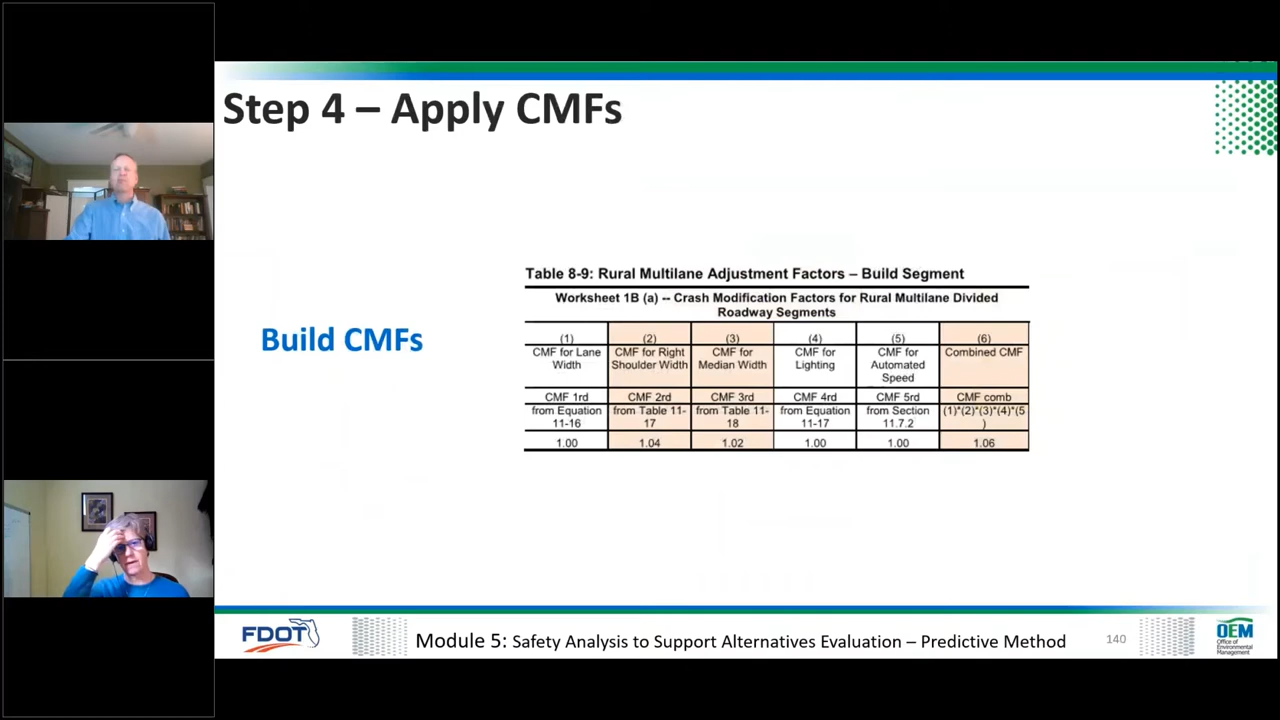 Step 4 – Apply CMFs
Build CMFs
Table 8-9: Rural Multilane Adjustment Factors – Build Segment
Worksheet 1B (a) -- Crash Modification Factors for Rural Multilane Divided
Roadway Segments
(1) (2) (3) (4) (5) (6)
CMF for Lane Width CMF for Right Shoulder Width CMF for Median Width CMF for Lighting CMF for Automated Speed Combined CMF
CMF 1rd CMF 2rd CMF 3rd CMF 4rd CMF 5rd CMF comb
from Equation 11-16 from Table 11-17 from Table 11-18 from Equation 11-17 from Section 11.7.2 (1)*(2)*(3)*(4)*(5)
1.00 1.04 1.02 1.00 1.00 1.06
FDOT
Module 5: Safety Analysis to Support Alternatives Evaluation – Predictive Method
140
OEM
Office of
Environmental
Management